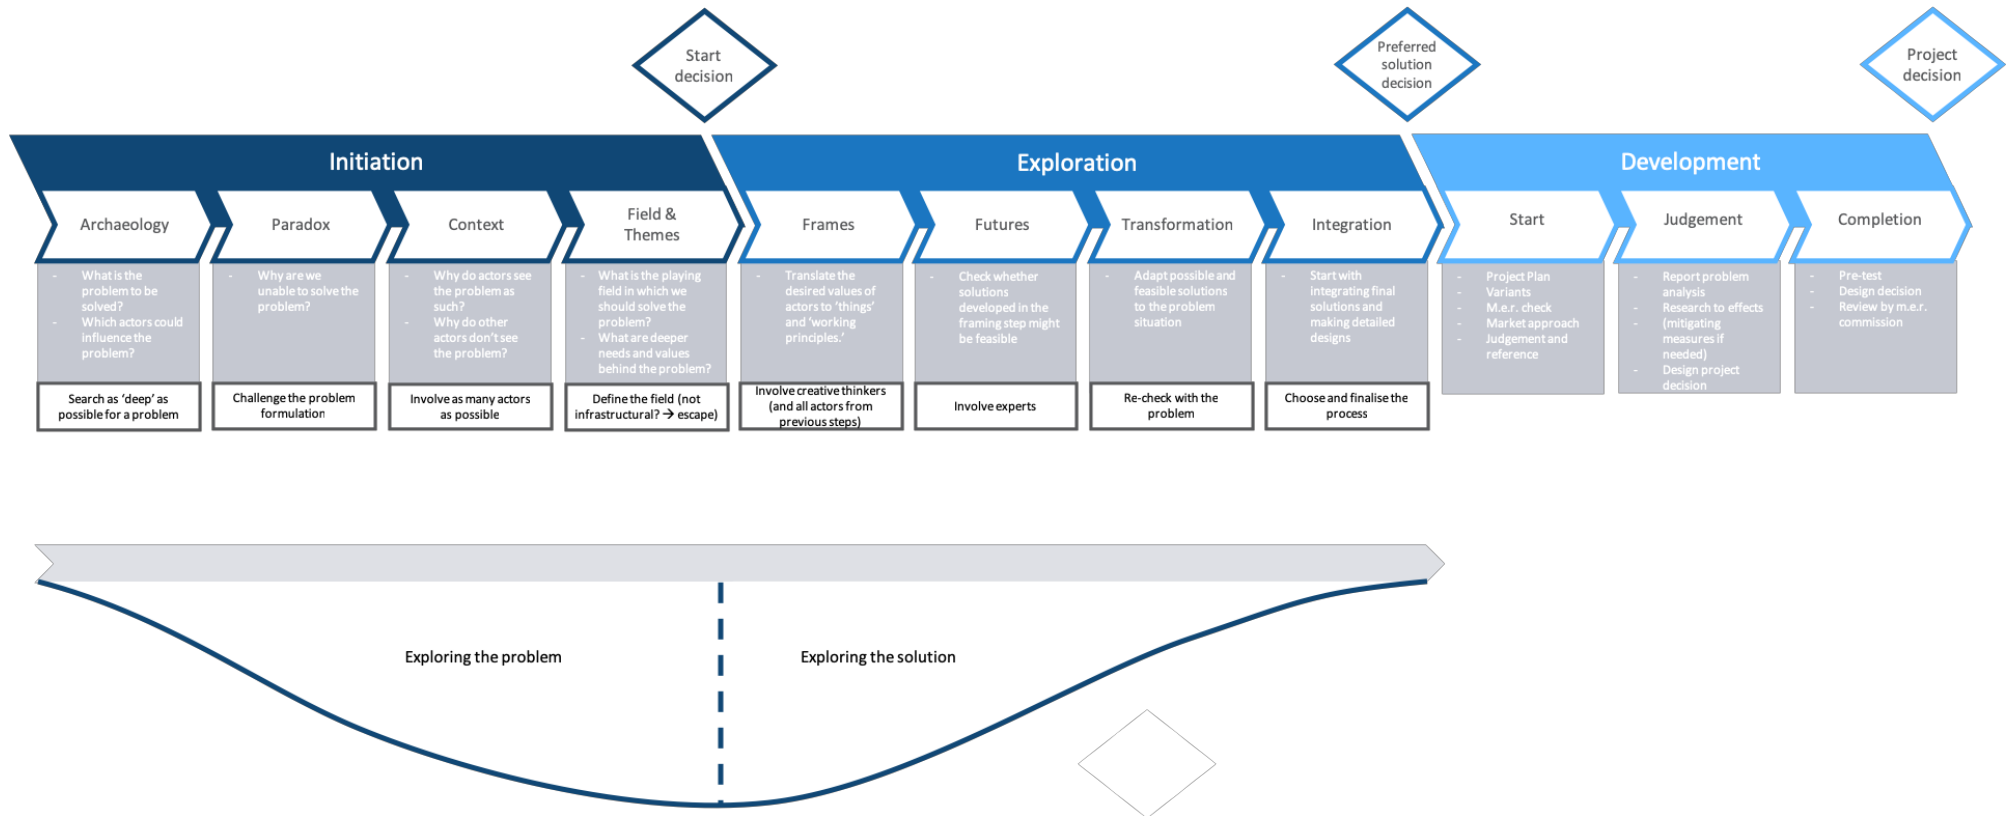 Start
decision
Preferred
solution
decision
Project
decision
Initiation
Exploration
Development
Archaeology
Paradox
Context
Field &
Themes
Frames
Futures
Transformation
Integration
Start
Judgement
Completion
- What is the
problem to be
solved?
- Which actors could
influence the
problem?
- Why are we
unable to solve the
problem?
- Why do actors see
the problem as
such?
- Why do other
actors don't see
the problem?
- What is the playing
field in which we
should solve the
problem?
- What are deeper
needs and values
behind the problem?
- Translate the
desired values of
actors to 'things'
and 'working
principles.'
- Check whether
solutions
developed in the
framing step might
be feasible
- Adapt possible and
feasible solutions
to the problem
situation
- Start with
integrating final
solutions and
making detailed
designs
- Project Plan
- Variants
- M.e.r. check
- Market approach
- Judgement and
reference
- Report problem
analysis
- Research to effects
- (mitigating
measures if
needed)
- Design project
decision
- Pre-test
- Design decision
- Review by m.e.r.
commission
Search as 'deep' as
possible for a problem
Challenge the problem
formulation
Involve as many actors
as possible
Define the field (not
infrastructural? → escape)
Involve creative thinkers
(and all actors from
previous steps)
Involve experts
Re-check with the
problem
Choose and finalise the
process
Exploring the problem
Exploring the solution